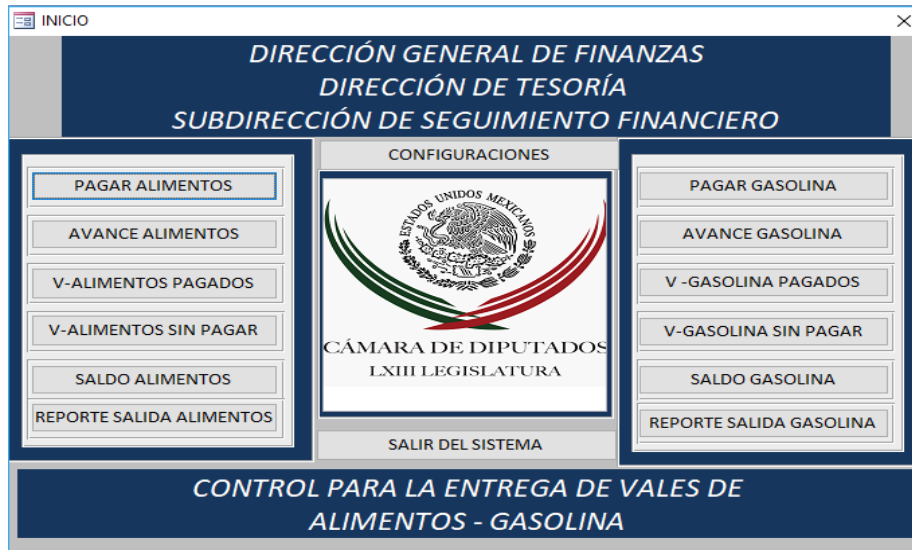 INICIO
DIRECCIÓN GENERAL DE FINANZAS
DIRECCIÓN DE TESORÍA
SUBDIRECCIÓN DE SEGUIMIENTO FINANCIERO
PAGAR ALIMENTOS
AVANCE ALIMENTOS
V-ALIMENTOS PAGADOS
V-ALIMENTOS SIN PAGAR
SALDO ALIMENTOS
REPORTE SALIDA ALIMENTOS
CONFIGURACIONES
ESTADOS UNIDOS MEXICANOS
CÁMARA DE DIPUTADOS
LXIII LEGISLATURA
SALIR DEL SISTEMA
PAGAR GASOLINA
AVANCE GASOLINA
V -GASOLINA PAGADOS
V-GASOLINA SIN PAGAR
SALDO GASOLINA
REPORTE SALIDA GASOLINA
CONTROL PARA LA ENTREGA DE VALES DE
ALIMENTOS - GASOLINA